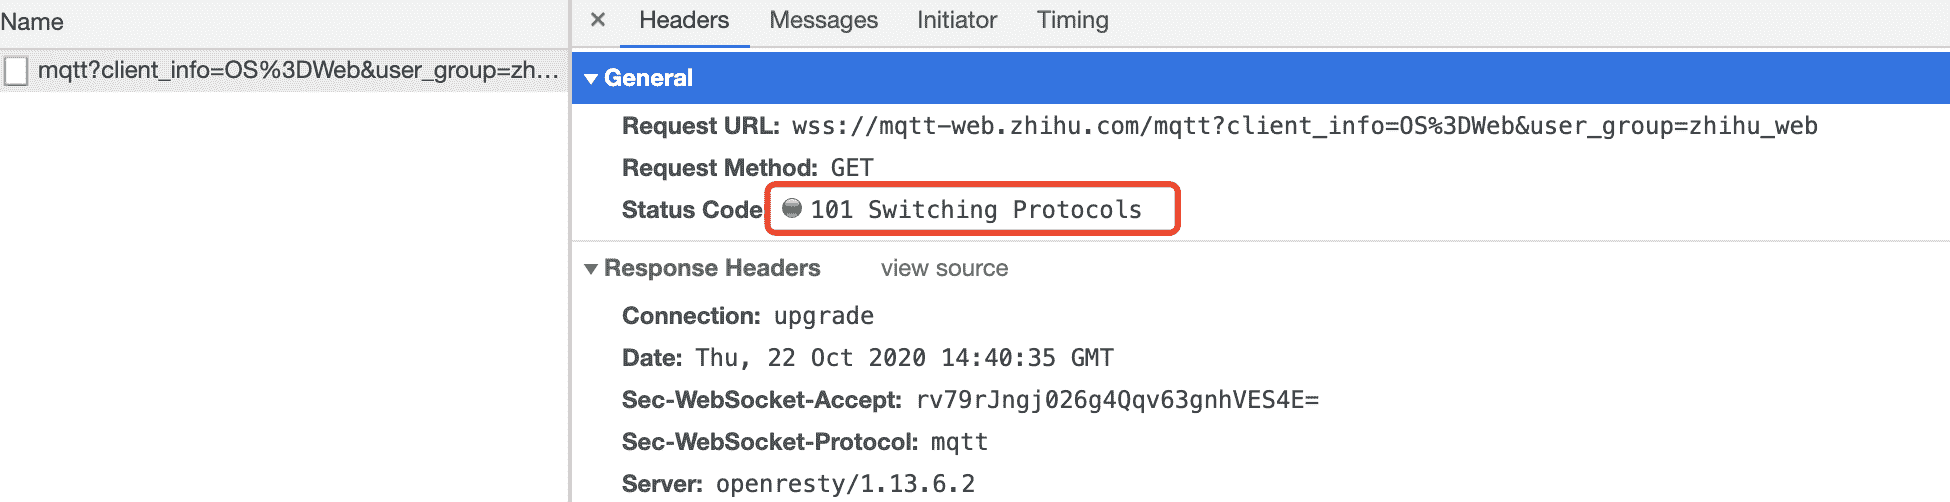 Name
mqtt?client_info=OS%3DWeb&user_group=zh...
× Headers Messages Initiator Timing
General
Request URL: wss://mqtt-web.zhihu.com/mqtt?client_info=OS%3DWeb&user_group=zhihu_web
Request Method: GET
Status Code 101 Switching Protocols
Response Headers view source
Connection: upgrade
Date: Thu, 22 Oct 2020 14:40:35 GMT
Sec-WebSocket-Accept: rv79rJngj026g4Qqv63gnhVES4E=
Sec-WebSocket-Protocol: mqtt
Server: openresty/1.13.6.2